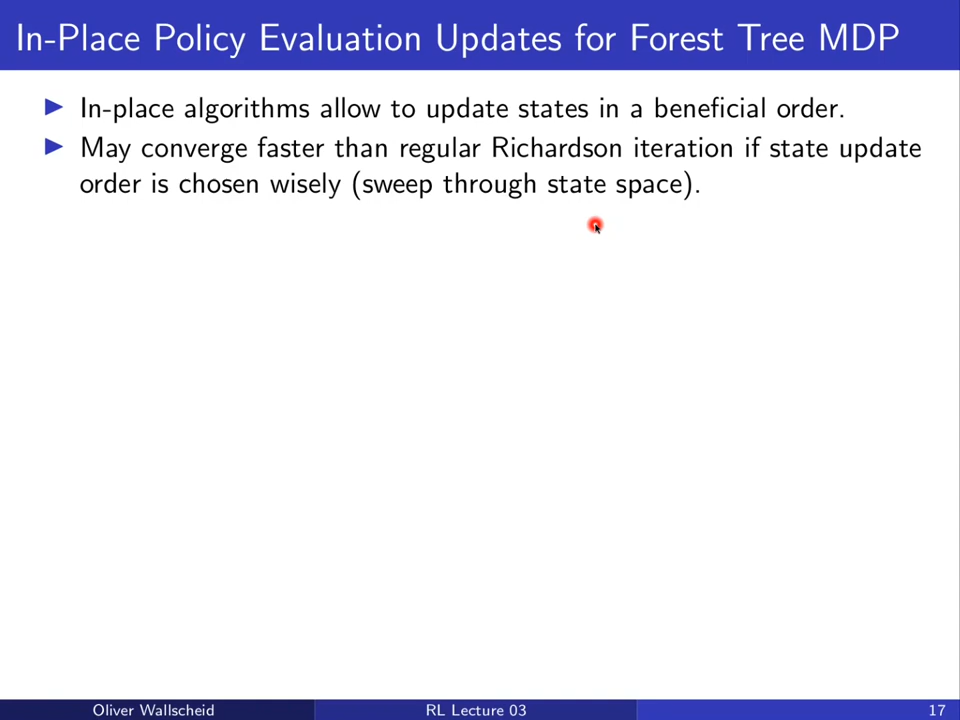 In-Place Policy Evaluation Updates for Forest Tree MDP
In-place algorithms allow to update states in a beneficial order.
May converge faster than regular Richardson iteration if state update
order is chosen wisely (sweep through state space).
Oliver Wallscheid
RL Lecture 03
17